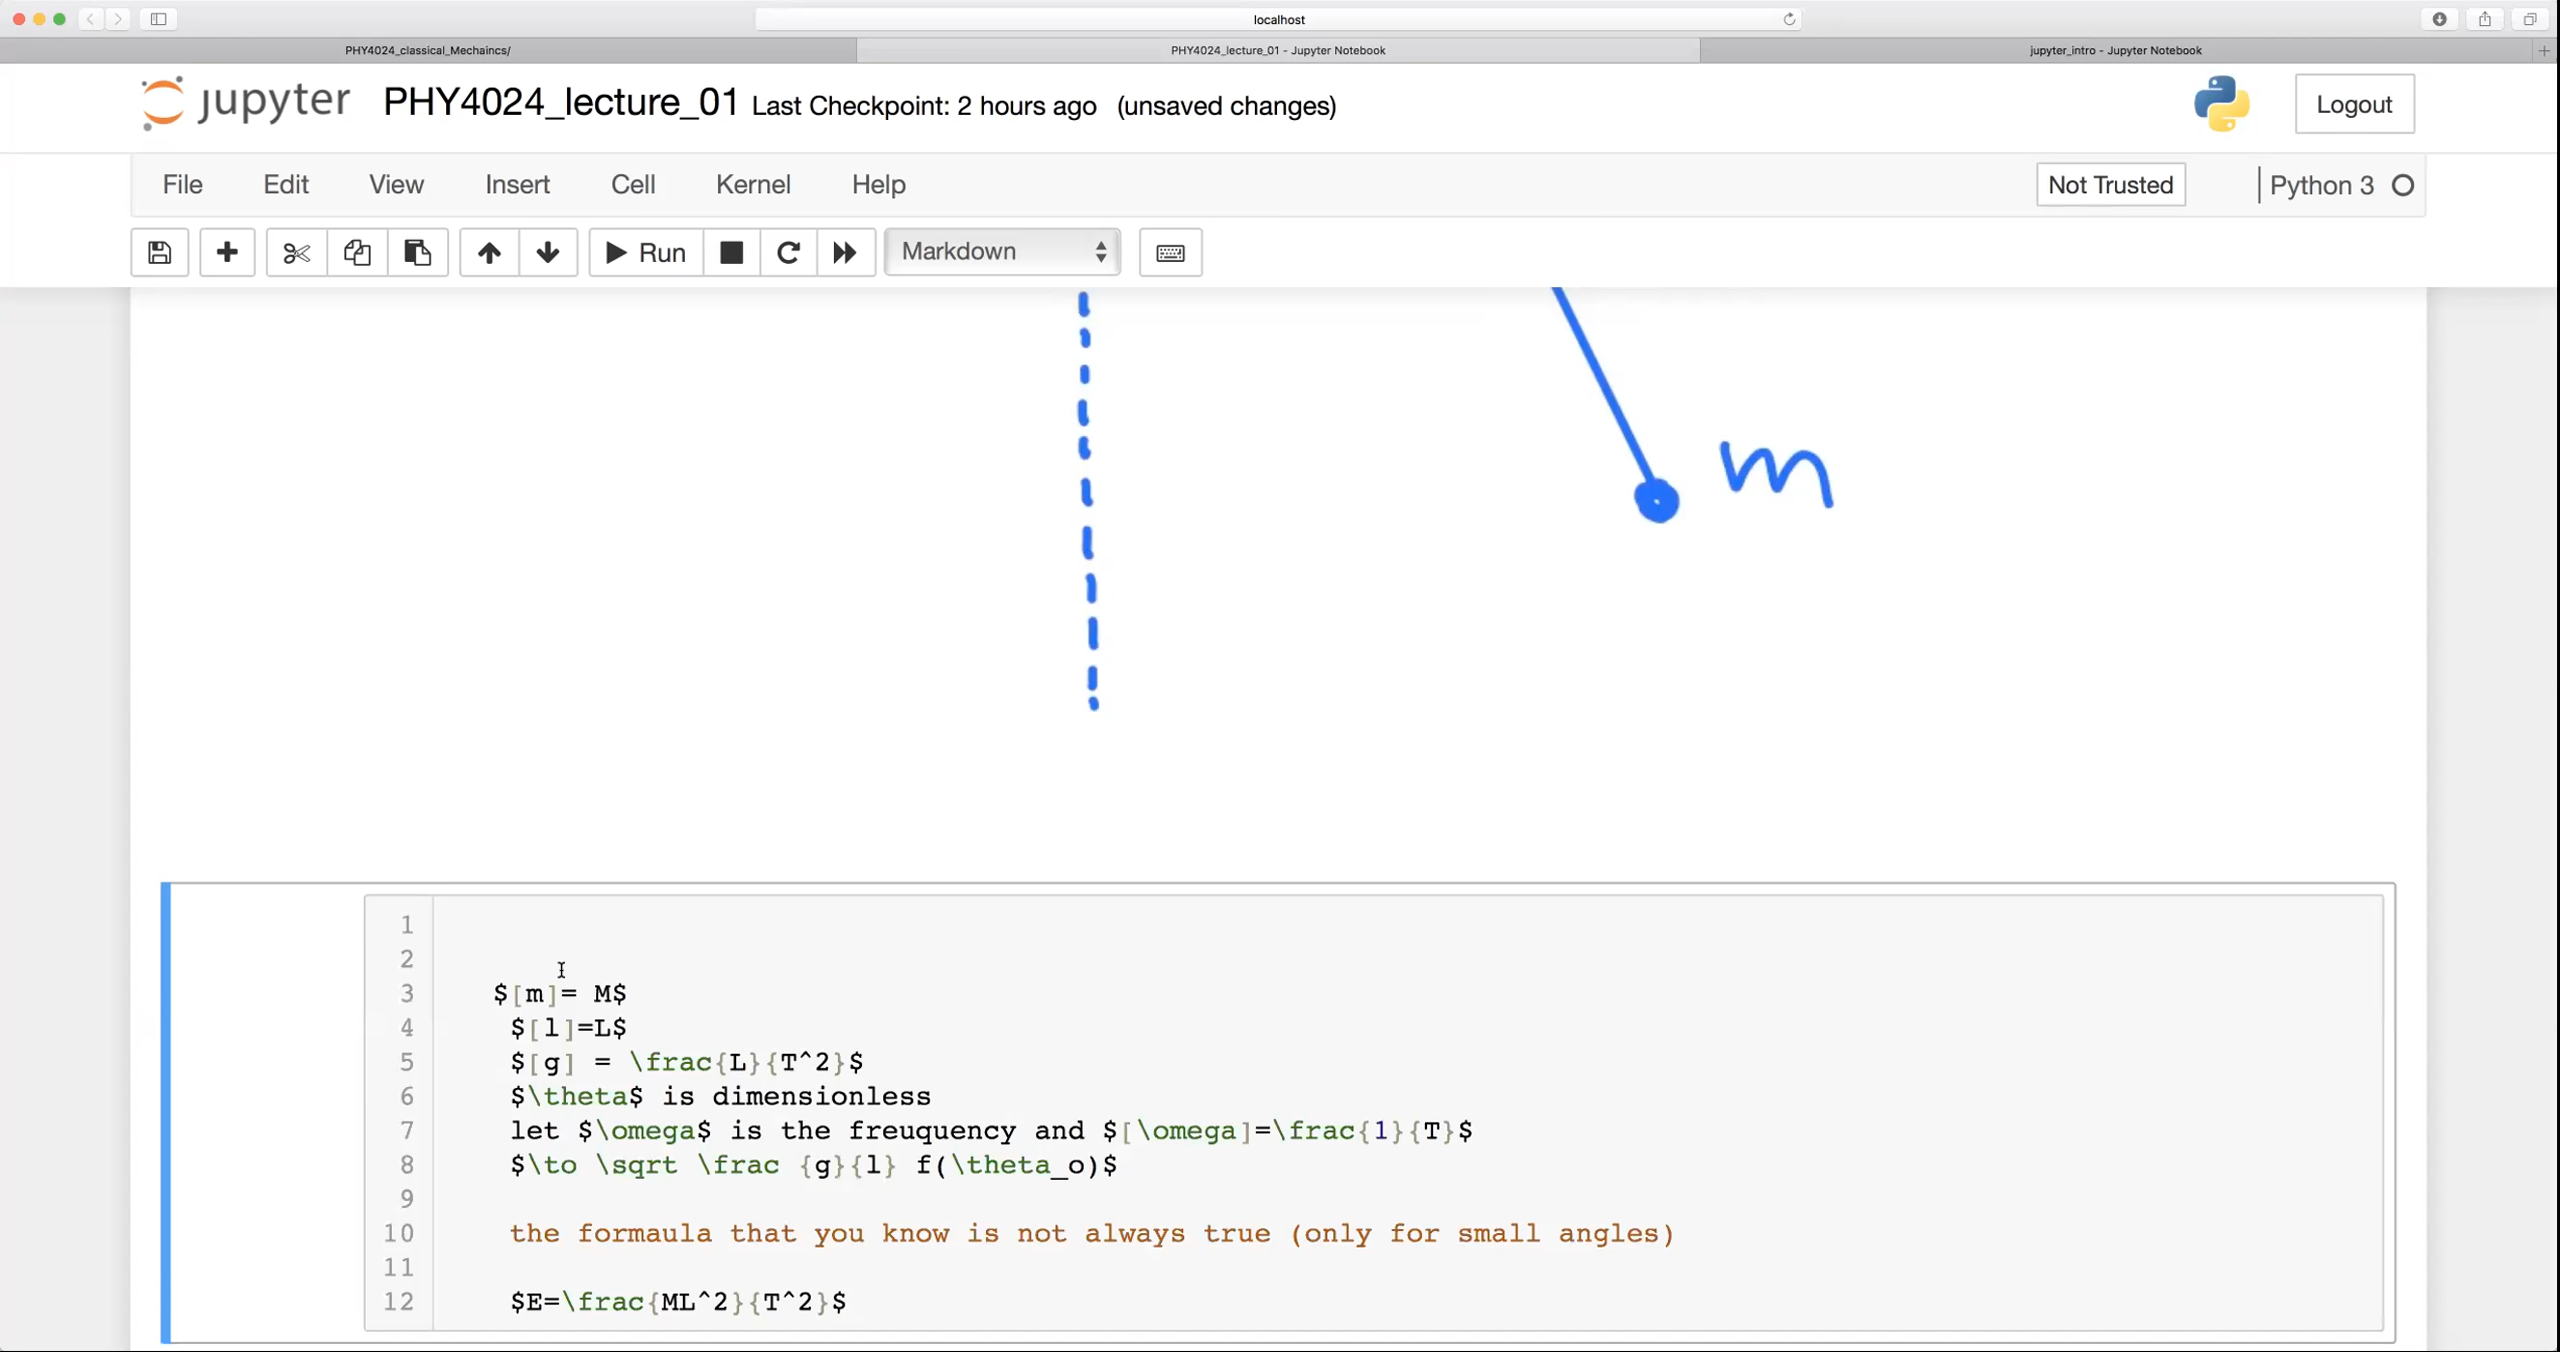 localhost
PHY4024_classical_Mechaincs/
PHY4024_lecture_01 - Jupyter Notebook
jupyter_intro - Jupyter Notebook
jupyter PHY4024_lecture_01 Last Checkpoint: 2 hours ago (unsaved changes)
Logout
File Edit View Insert Cell Kernel Help
Not Trusted
Python 3
Run
Markdown
m
1
2
3 $[m]= M$
4 $[l]=L$
5 $[g] = \frac{L}{T^2}$
6 $\theta$ is dimensionless
7 let $\omega$ is the freuquency and $[\omega]=\frac{1}{T}$
8 $\to \sqrt \frac {g}{l} f(\theta_o)$
9
10 the formaula that you know is not always true (only for small angles)
11
12 $E=\frac{ML^2}{T^2}$